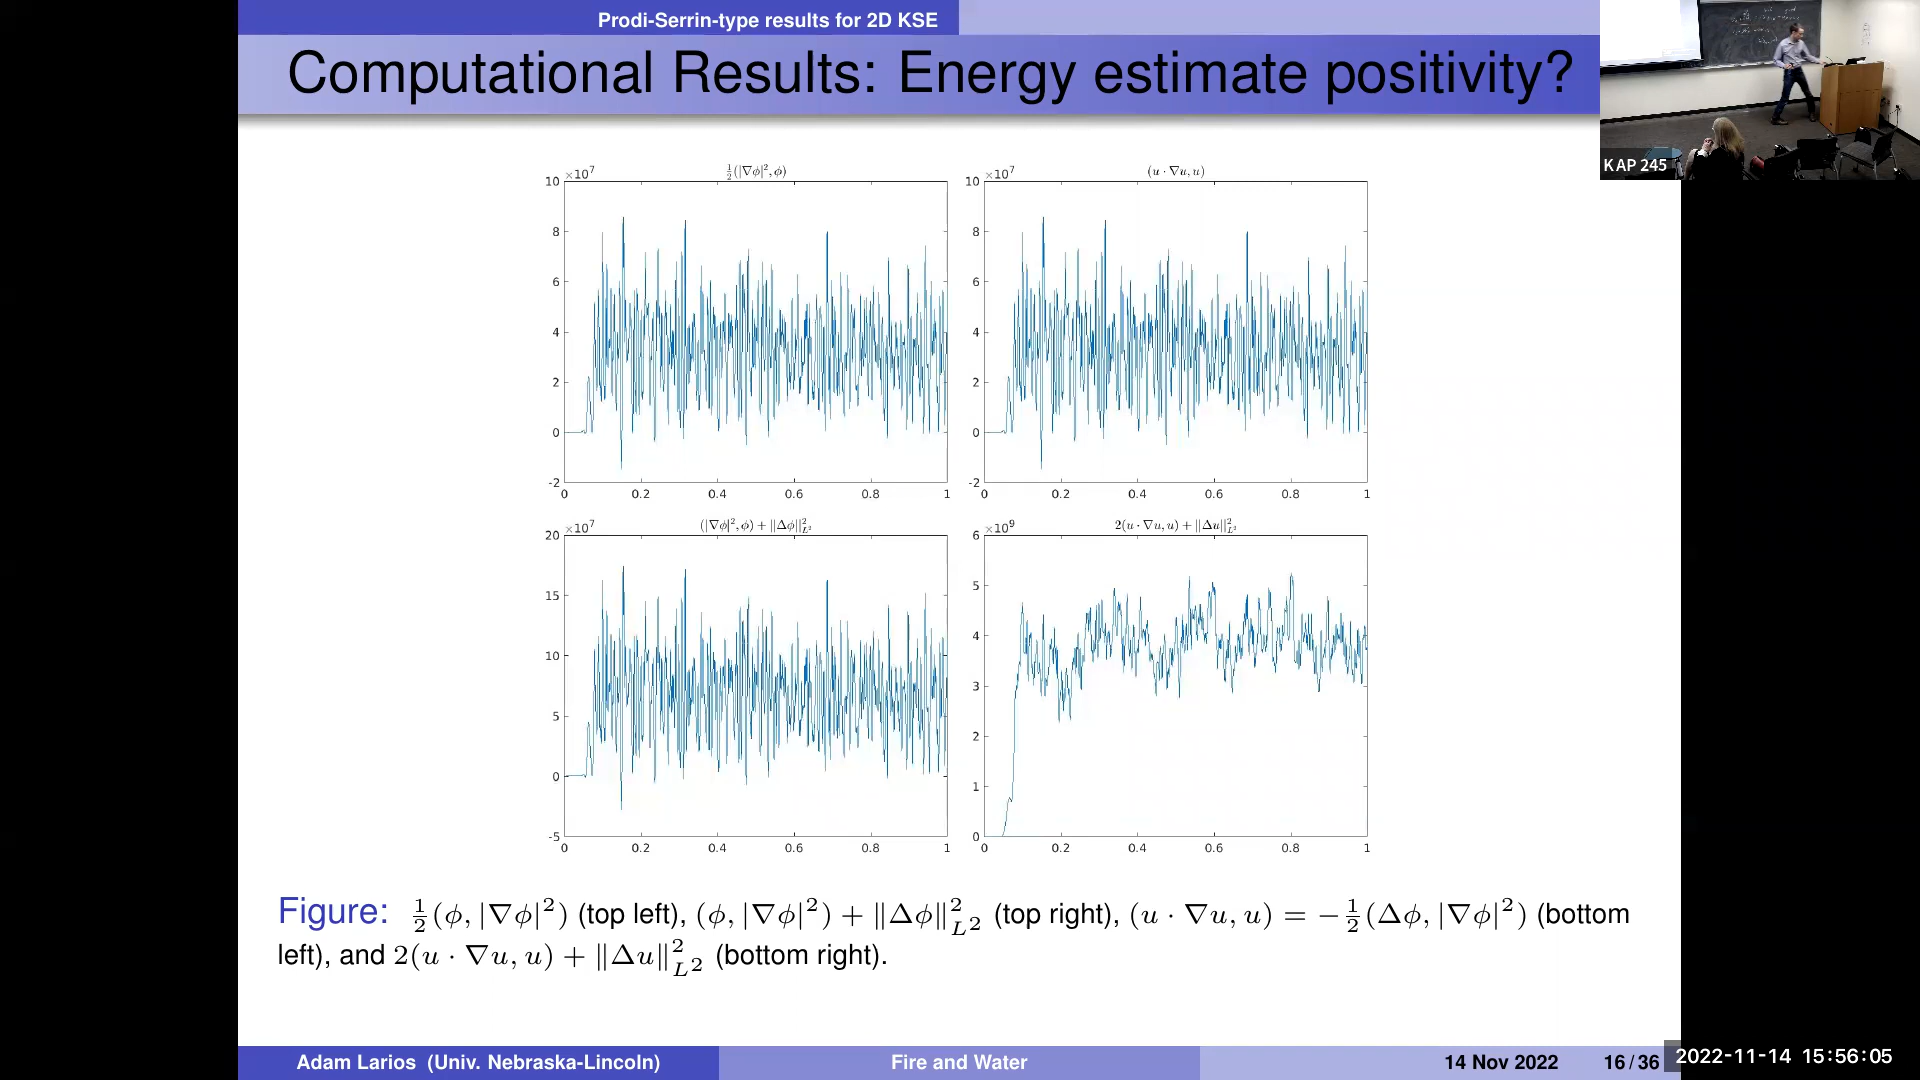 Prodi-Serrin-type results for 2D KSE
Computational Results: Energy estimate positivity?
KAP 245
×10⁷ ½(|∇ϕ|², ϕ)
10
8
6
4
2
0
-2
0 0.2 0.4 0.6 0.8 1
×10⁷ (u · ∇u, u)
10
8
6
4
2
0
-2
0 0.2 0.4 0.6 0.8 1
×10⁷ (|∇ϕ|², ϕ) + ||Δϕ||²_{L²}
20
15
10
5
0
-5
0 0.2 0.4 0.6 0.8 1
×10⁹ 2(u · ∇u, u) + ||Δu||²_{L²}
6
5
4
3
2
1
0
0 0.2 0.4 0.6 0.8 1
Figure: ½(ϕ, |∇ϕ|²) (top left), (ϕ, |∇ϕ|²) + ‖Δϕ‖²_{L²} (top right), (u · ∇u, u) = −½(Δϕ, |∇ϕ|²) (bottom
left), and 2(u · ∇u, u) + ‖Δu‖²_{L²} (bottom right).
Adam Larios (Univ. Nebraska-Lincoln) Fire and Water 14 Nov 2022 16 / 36
2022-11-14 15:56:05